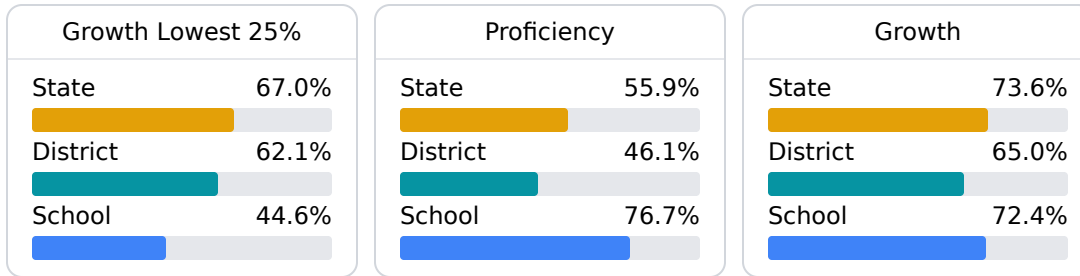 Growth Lowest 25%
State 67.0%
District 62.1%
School 44.6%
Proficiency
State 55.9%
District 46.1%
School 76.7%
Growth
State 73.6%
District 65.0%
School 72.4%